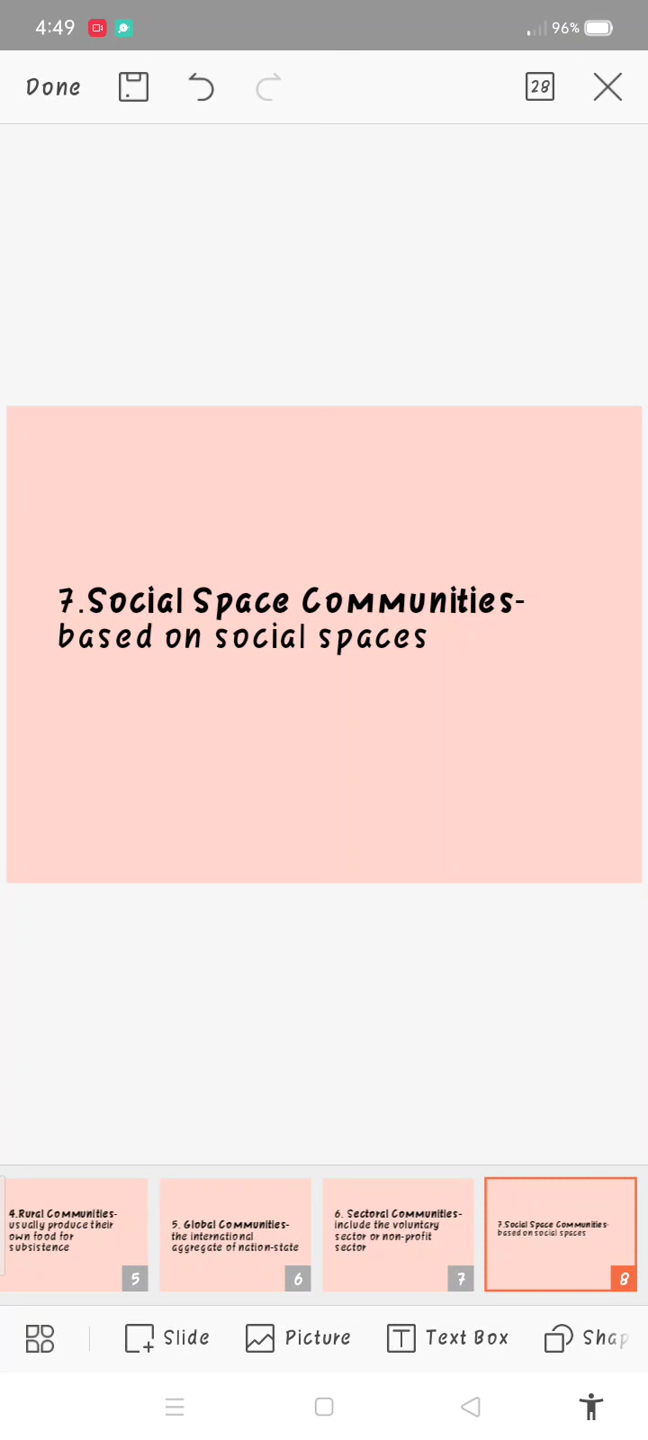 4:49
96%
Done
28
7.Social Space Communities-
based on social spaces
4.Rural Communities-
usually produce their
own food for
subsistence
5
5. Global Communities-
the international
aggregate of nation-state
6
6. Sectoral Communities-
include the voluntary
sector or non-profit
sector
7
7.Social Space Communities-
based on social spaces
8
Slide
Picture
T
Text Box
Shap